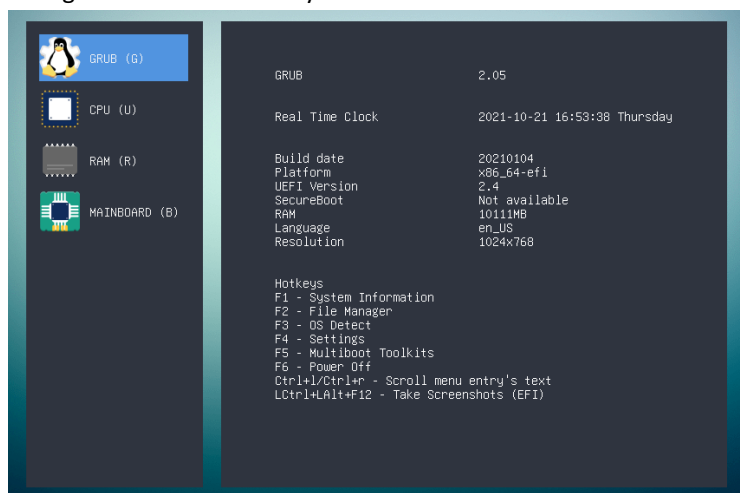 GRUB (G)
CPU (U)
RAM (R)
MAINBOARD (B)
GRUB 2.05
Real Time Clock 2021-10-21 16:53:38 Thursday
Build date 20210104
Platform x86_64-efi
UEFI Version 2.4
SecureBoot Not available
RAM 10111MB
Language en_US
Resolution 1024x768
Hotkeys
F1 - System Information
F2 - File Manager
F3 - OS Detect
F4 - Settings
F5 - Multiboot Toolkits
F6 - Power Off
Ctrl+l/Ctrl+r - Scroll menu entry's text
LCtrl+LAlt+F12 - Take Screenshots (EFI)